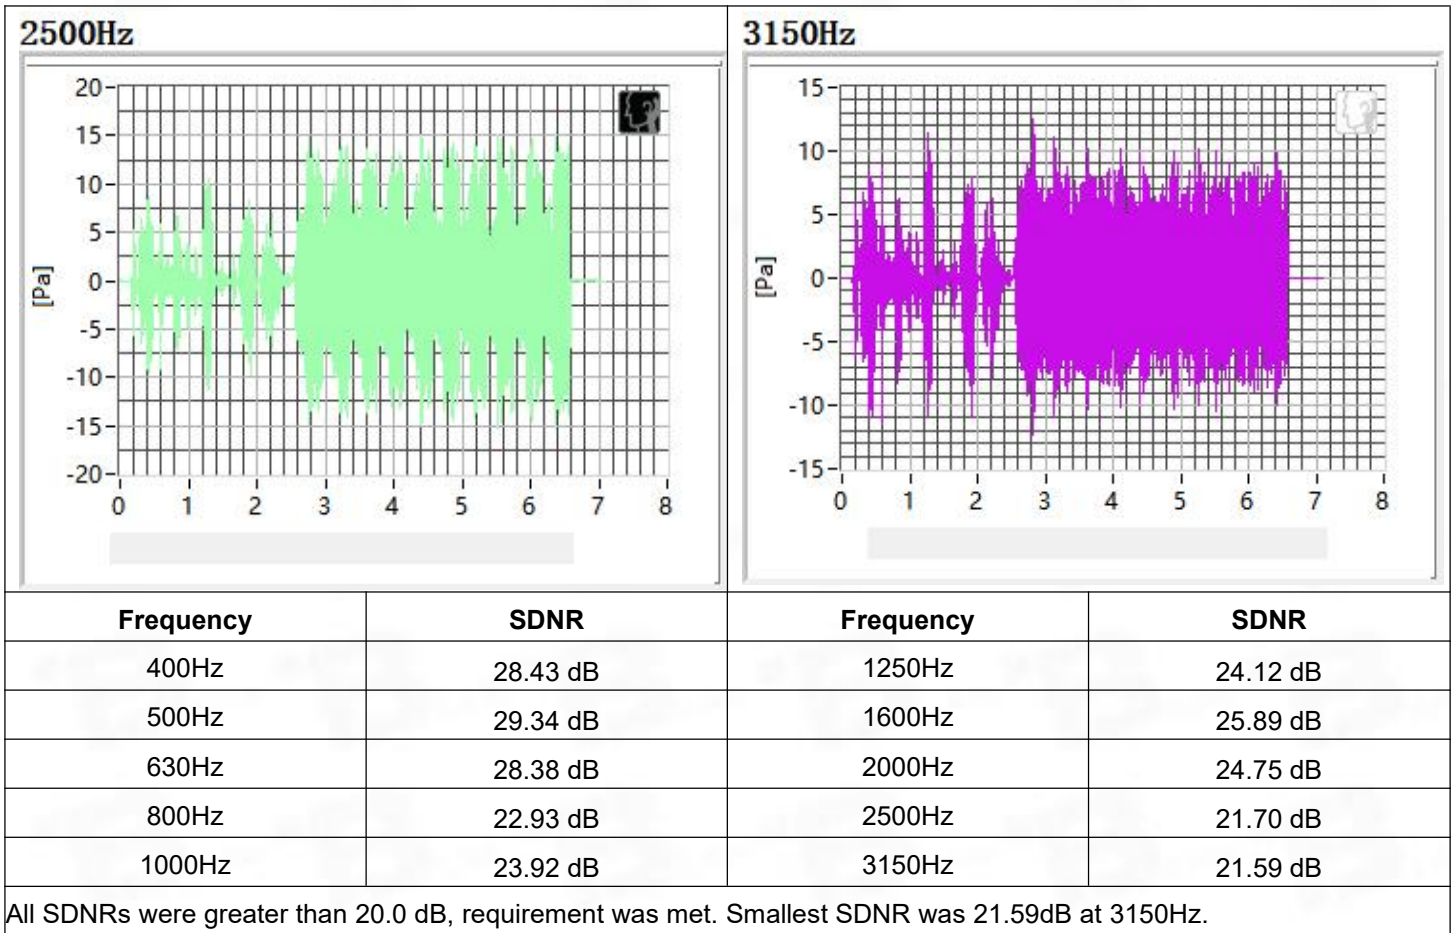 2500Hz
3150Hz
20
15
10
5
0
-5
-10
-15
-20
[Pa]
0 1 2 3 4 5 6 7 8
15
10
5
0
-5
-10
-15
[Pa]
0 1 2 3 4 5 6 7 8
Frequency SDNR Frequency SDNR
400Hz 28.43 dB 1250Hz 24.12 dB
500Hz 29.34 dB 1600Hz 25.89 dB
630Hz 28.38 dB 2000Hz 24.75 dB
800Hz 22.93 dB 2500Hz 21.70 dB
1000Hz 23.92 dB 3150Hz 21.59 dB
All SDNRs were greater than 20.0 dB, requirement was met. Smallest SDNR was 21.59dB at 3150Hz.